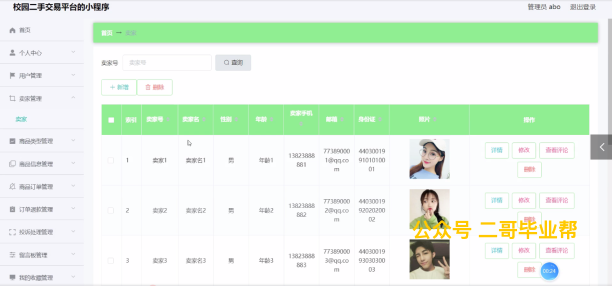 校园二手交易平台的小程序
管理员 abo 退出登录
首页
个人中心
用户管理
卖家管理
卖家
商品类型管理
商品信息管理
商品订单管理
订单退款管理
投诉处理管理
留言板管理
我的收藏管理
首页 卖家
卖家号 卖家号 查询
+ 新增 删除
索引 卖家号 卖家名 性别 年龄 卖家手机 邮箱 身份证 照片 操作
1 卖家1 卖家名1 男 年龄1 13823888881 773890001@qq.com 440300199101010001 详情 修改 查看评论 删除
2 卖家2 卖家名2 男 年龄2 13823888882 773890002@qq.com 440300199202020002 详情 修改 查看评论 删除
3 卖家3 卖家名3 男 年龄3 13823888883 773890003@qq.com 440300199303030003 详情 修改 查看评论 删除
公众号 二哥毕业帮
00:24